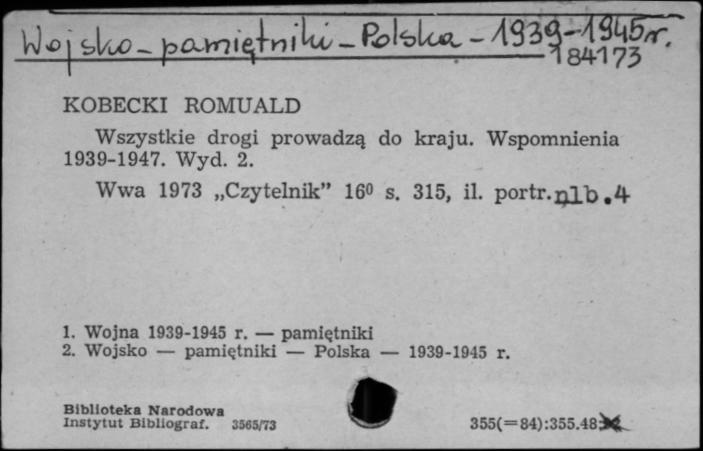 Wojsko - pamiętniki - Polska - 1939-1945 r.
184173
KOBECKI ROMUALD
Wszystkie drogi prowadzą do kraju. Wspomnienia
1939-1947. Wyd. 2.
Wwa 1973 „Czytelnik” 16⁰ s. 315, il. portr. nlb. 4
1. Wojna 1939-1945 r. — pamiętniki
2. Wojsko — pamiętniki — Polska — 1939-1945 r.
Biblioteka Narodowa
Instytut Bibliograf. 3565/73
355(=84):355.48